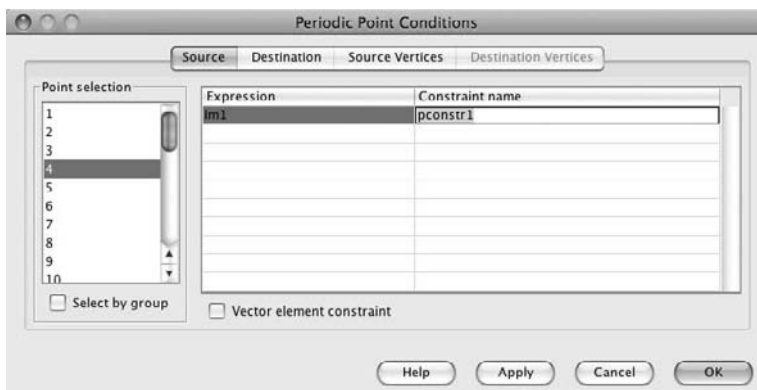 Periodic Point Conditions
Source Destination Source Vertices Destination Vertices
Point selection
Expression Constraint name
1
lm1 pconstr1
2
3
4
5
6
7
8
9
10
Select by group
Vector element constraint
Help Apply Cancel OK